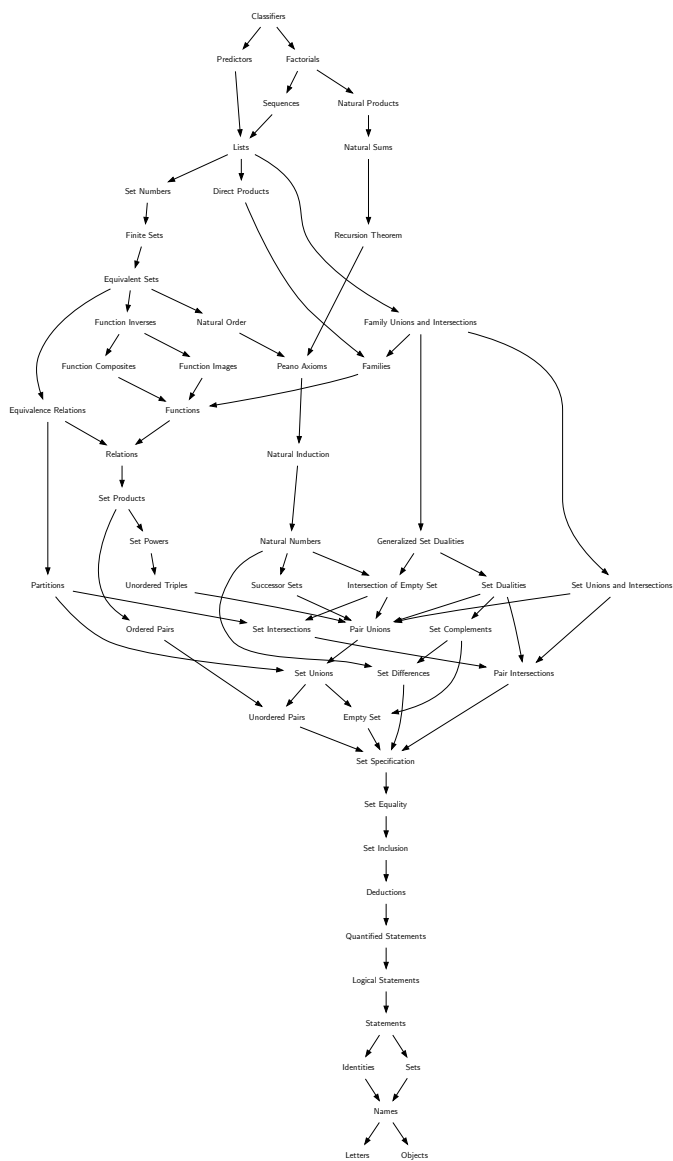 Classifiers
Predictors
Factorials
Sequences
Natural Products
Lists
Natural Sums
Set Numbers
Direct Products
Finite Sets
Recursion Theorem
Equivalent Sets
Function Inverses
Natural Order
Family Unions and Intersections
Function Composites
Function Images
Peano Axioms
Families
Equivalence Relations
Functions
Relations
Natural Induction
Set Products
Set Powers
Natural Numbers
Generalized Set Dualities
Partitions
Unordered Triples
Successor Sets
Intersection of Empty Set
Set Dualities
Set Unions and Intersections
Ordered Pairs
Set Intersections
Pair Unions
Set Complements
Set Unions
Set Differences
Pair Intersections
Unordered Pairs
Empty Set
Set Specification
Set Equality
Set Inclusion
Deductions
Quantified Statements
Logical Statements
Statements
Identities
Sets
Names
Letters
Objects